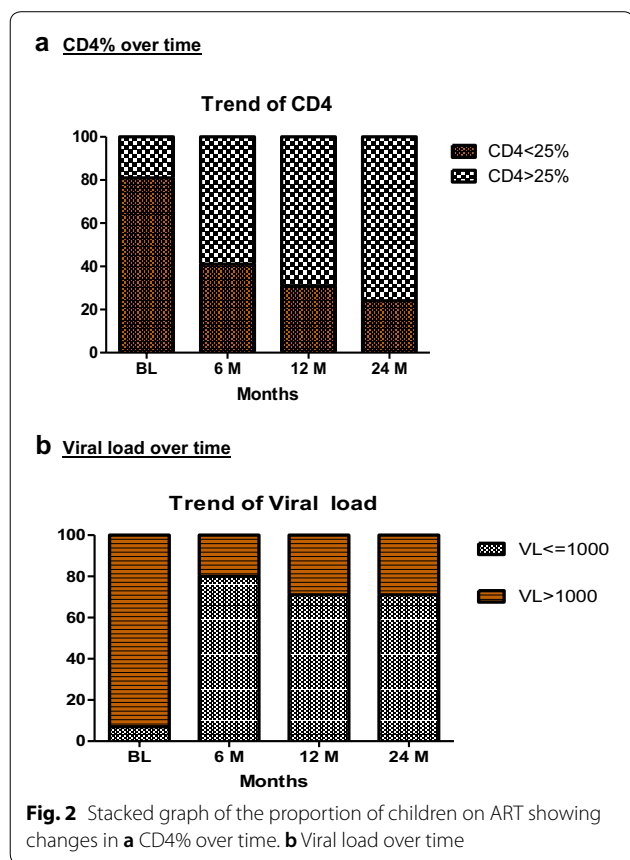 a CD4% over time
Trend of CD4
100
80
60
40
20
0
BL 6 M 12 M 24 M
Months
CD4<25%
CD4>25%
b Viral load over time
Trend of Viral load
100
80
60
40
20
0
BL 6 M 12 M 24 M
Months
VL<=1000
VL>1000
Fig. 2 Stacked graph of the proportion of children on ART showing
changes in a CD4% over time. b Viral load over time